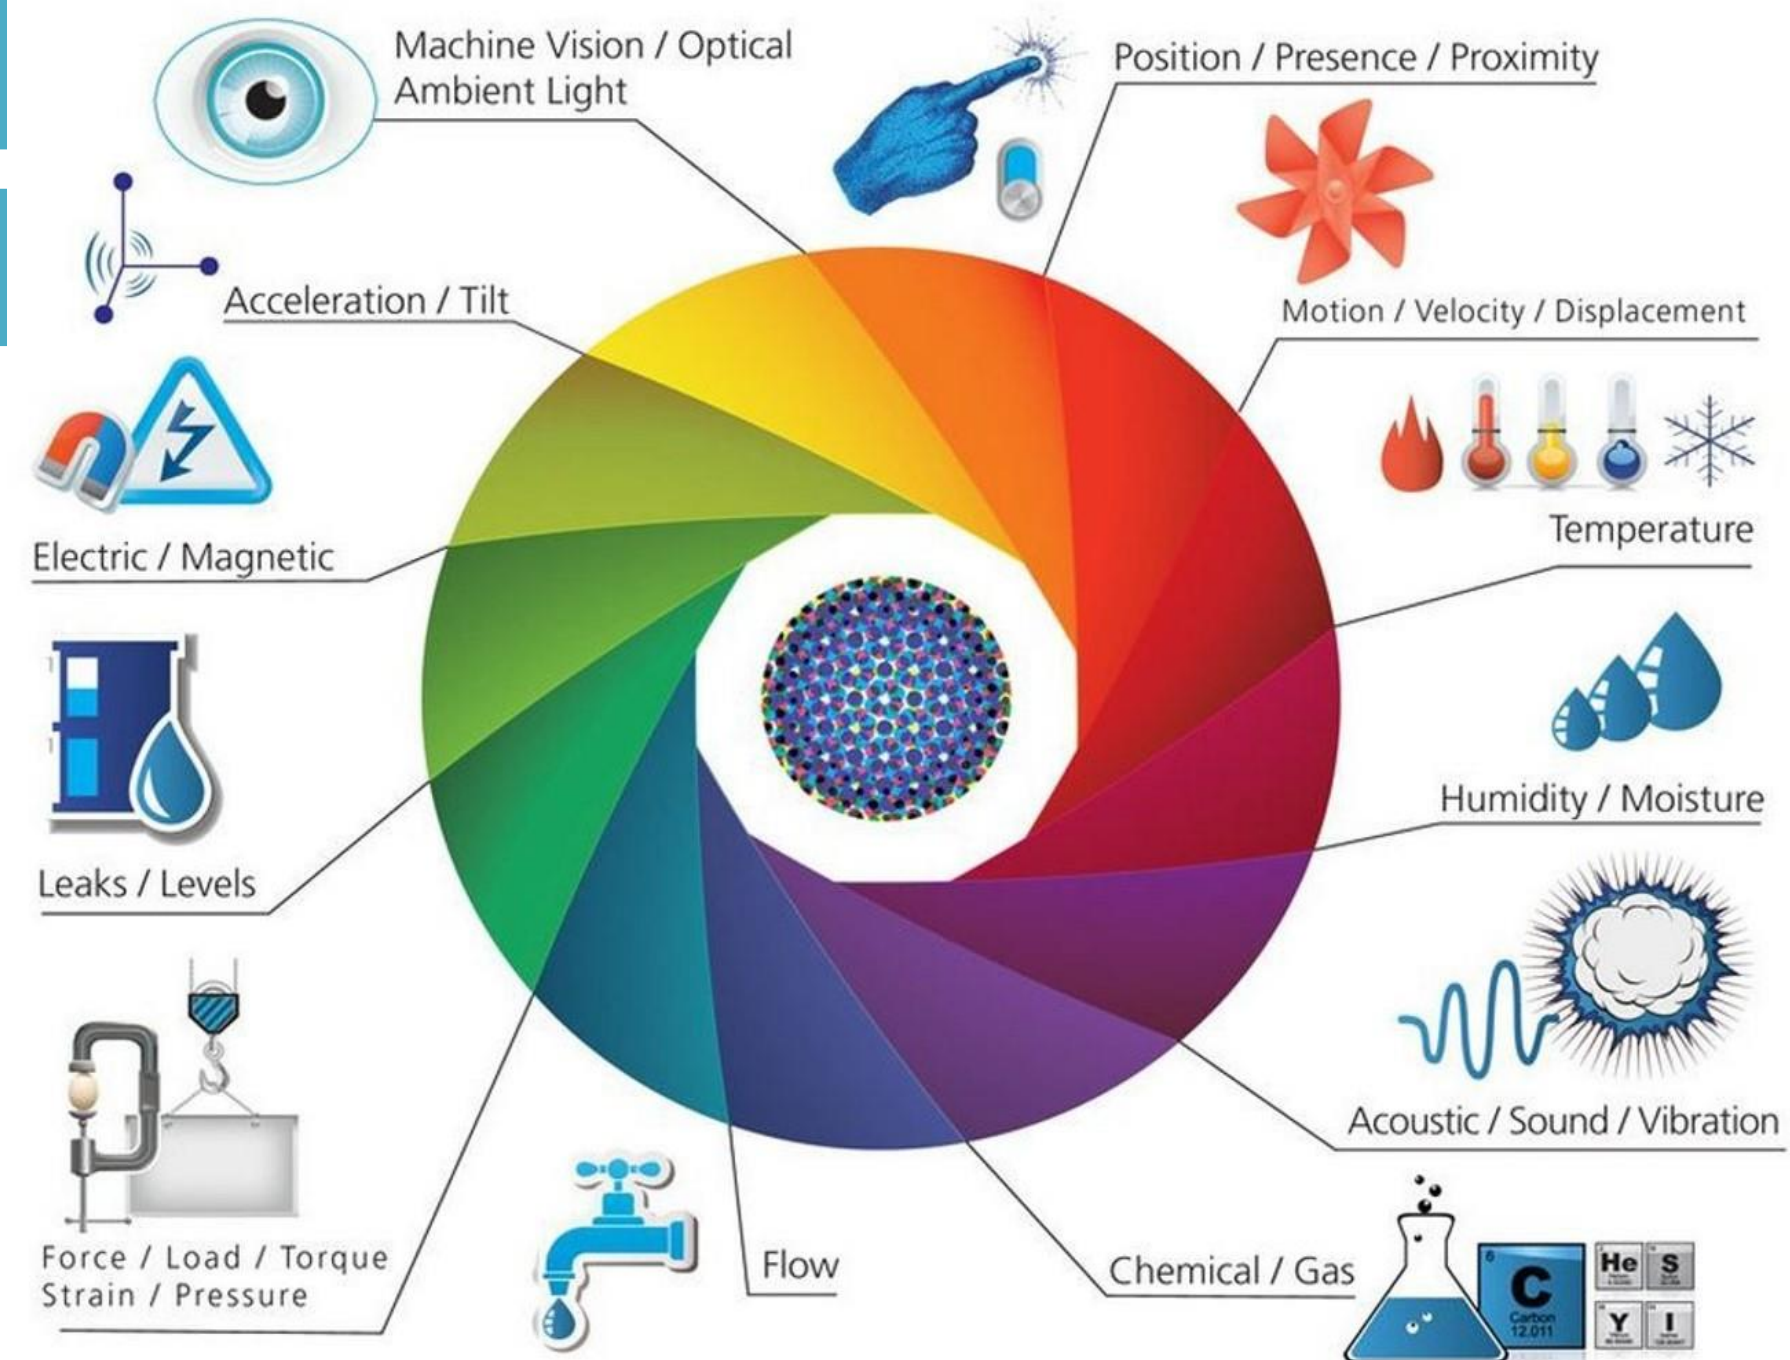 Machine Vision / Optical
Ambient Light
Position / Presence / Proximity
Acceleration / Tilt
Motion / Velocity / Displacement
Temperature
Electric / Magnetic
Humidity / Moisture
Leaks / Levels
Acoustic / Sound / Vibration
Force / Load / Torque
Strain / Pressure
Flow
Chemical / Gas
6
C
Carbon
12.011
He
S
Y
I